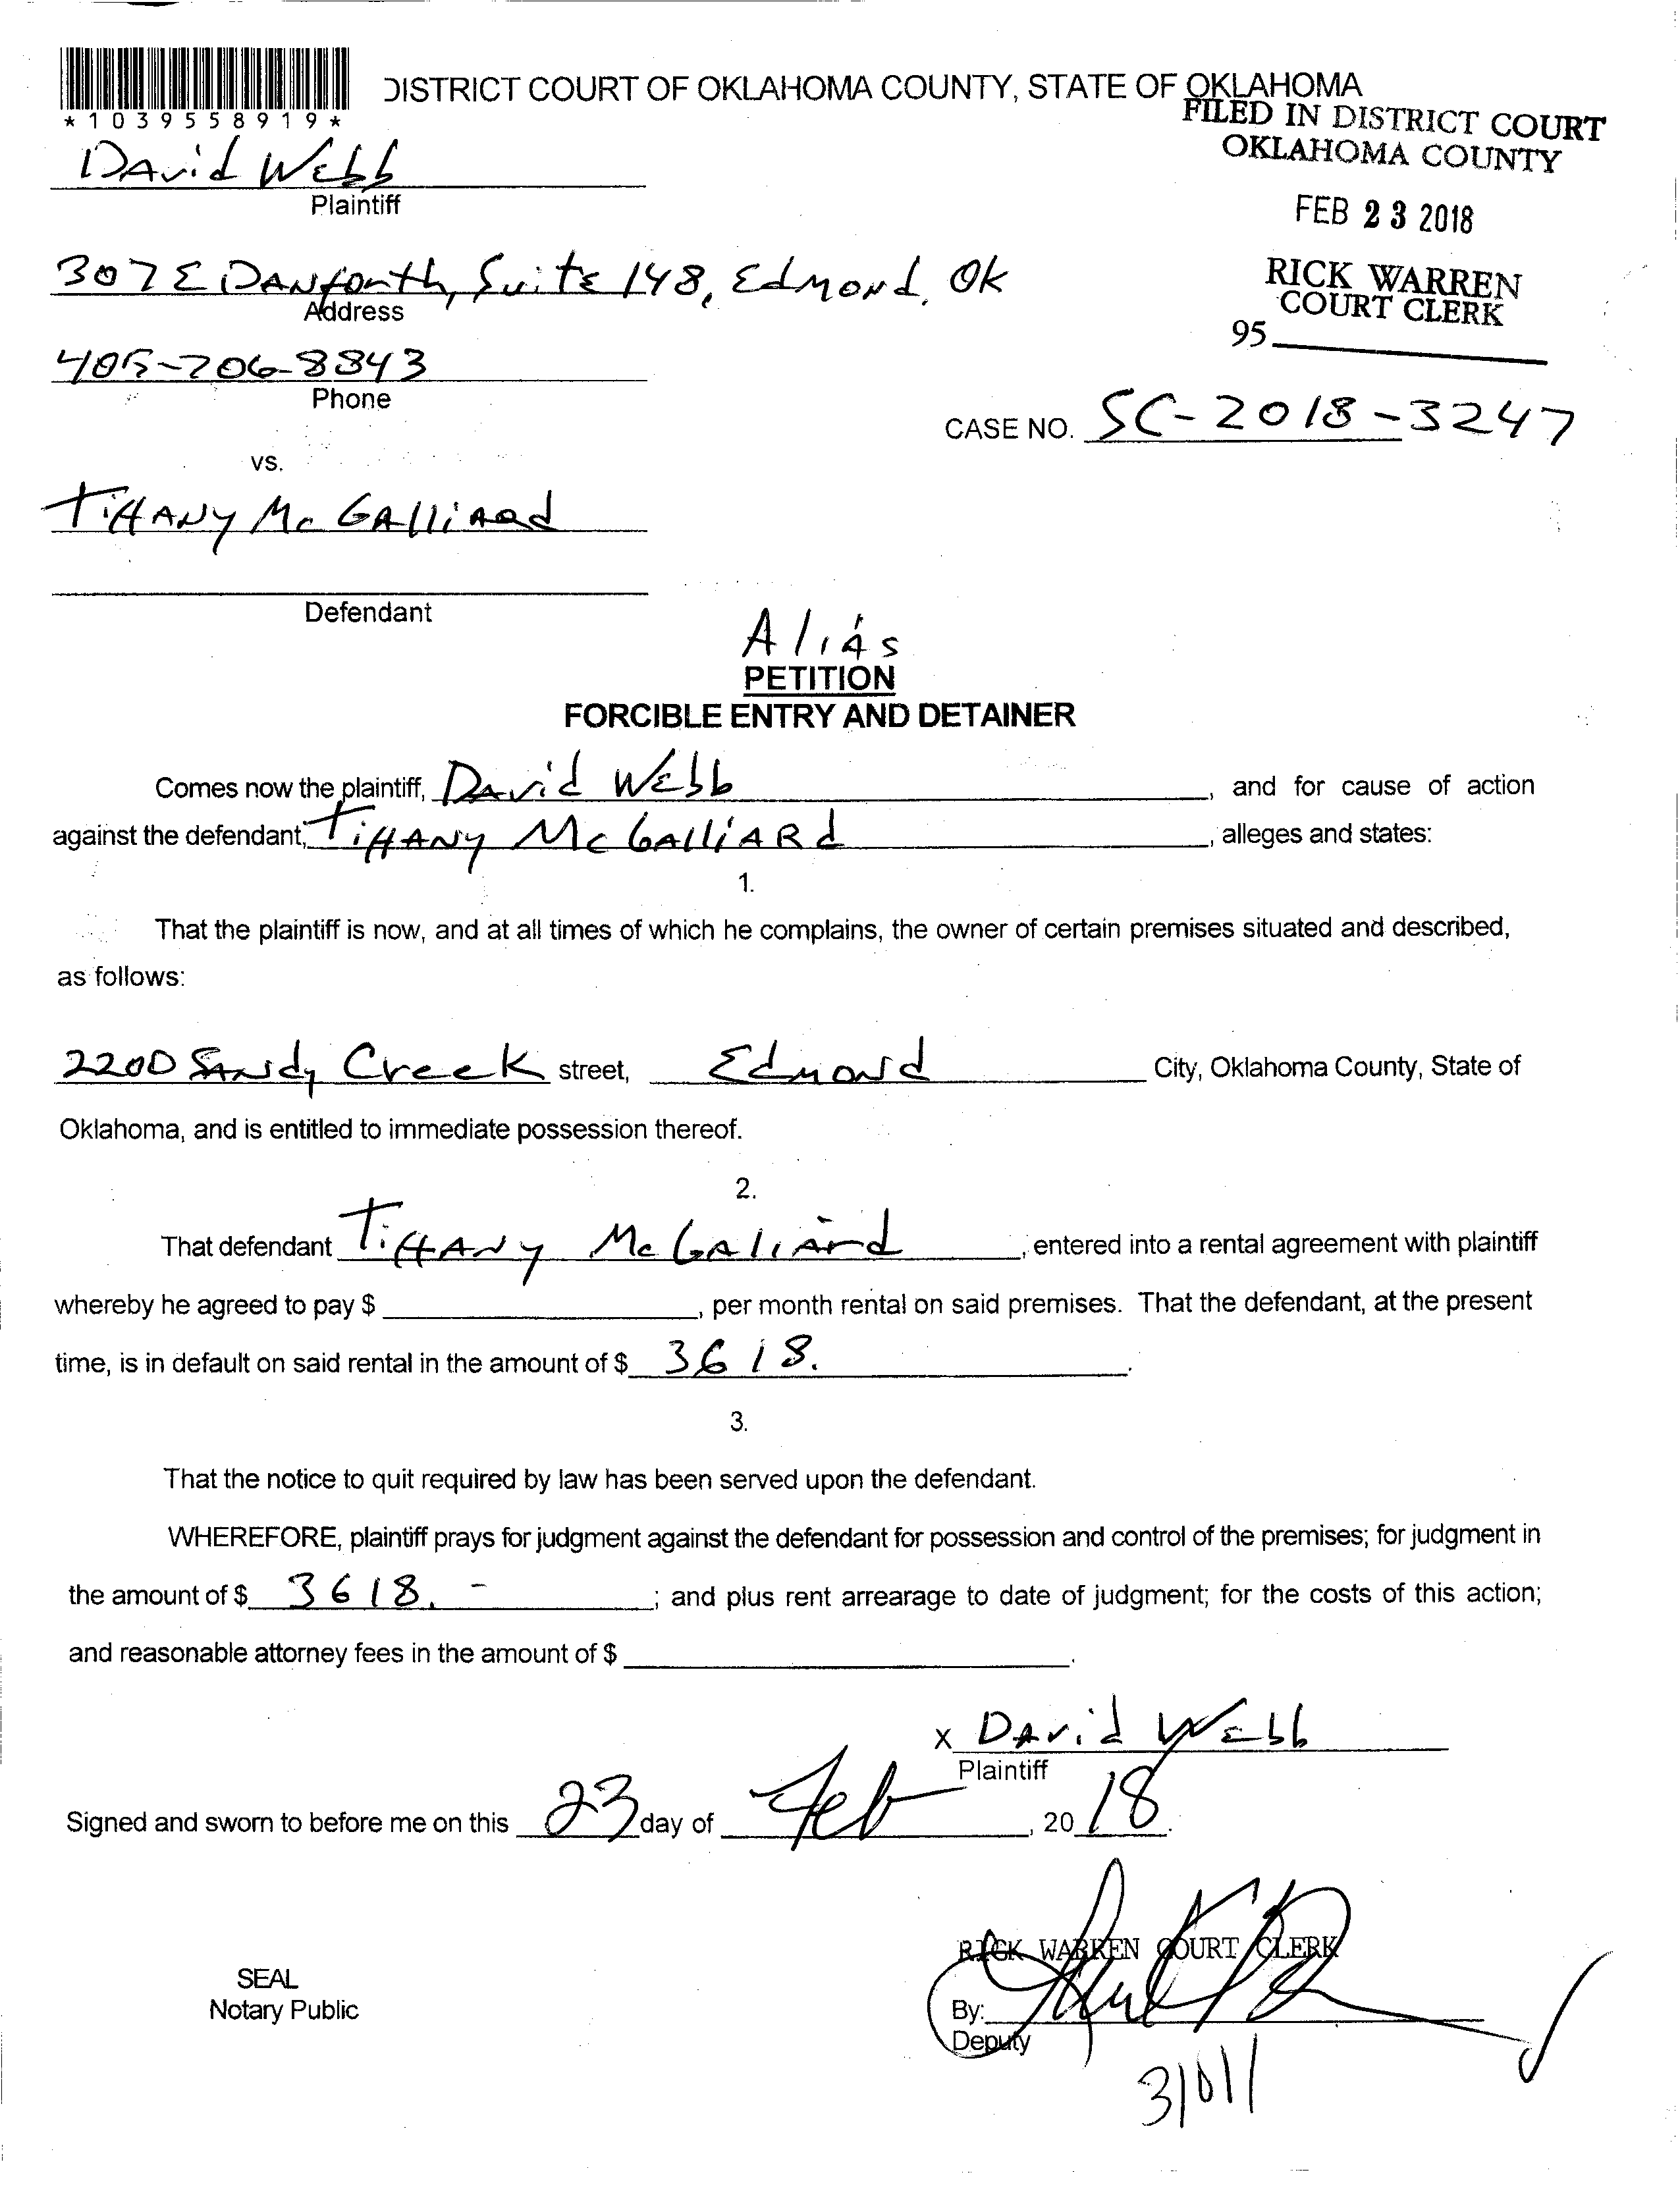 DISTRICT COURT OF OKLAHOMA COUNTY, STATE OF OKLAHOMA
*1039558919*
FILED IN DISTRICT COURT
OKLAHOMA COUNTY
David Webb
Plaintiff
FEB 23 2018
307 E Danforth, Suite 148, Edmond, Ok
Address
RICK WARREN
COURT CLERK
95
405-206-8843
Phone
CASE NO. SC-2018-3247
vs.
Tiffany McGalliard
Defendant
Alias
PETITION
FORCIBLE ENTRY AND DETAINER
Comes now the plaintiff, David Webb, and for cause of action
against the defendant, Tiffany McGalliard, alleges and states:
1.
That the plaintiff is now, and at all times of which he complains, the owner of certain premises situated and described,
as follows:
2200 Sandy Creek street, Edmond City, Oklahoma County, State of
Oklahoma, and is entitled to immediate possession thereof.
2.
That defendant Tiffany McGaliard, entered into a rental agreement with plaintiff
whereby he agreed to pay $ , per month rental on said premises. That the defendant, at the present
time, is in default on said rental in the amount of $ 3618. .
3.
That the notice to quit required by law has been served upon the defendant.
WHEREFORE, plaintiff prays for judgment against the defendant for possession and control of the premises; for judgment in
the amount of $ 3618. - ; and plus rent arrearage to date of judgment; for the costs of this action;
and reasonable attorney fees in the amount of $ .
x David Webb
Plaintiff
Signed and sworn to before me on this 23 day of Feb, 20 18.
RICK WARREN COURT CLERK
SEAL
Notary Public
By:
Deputy